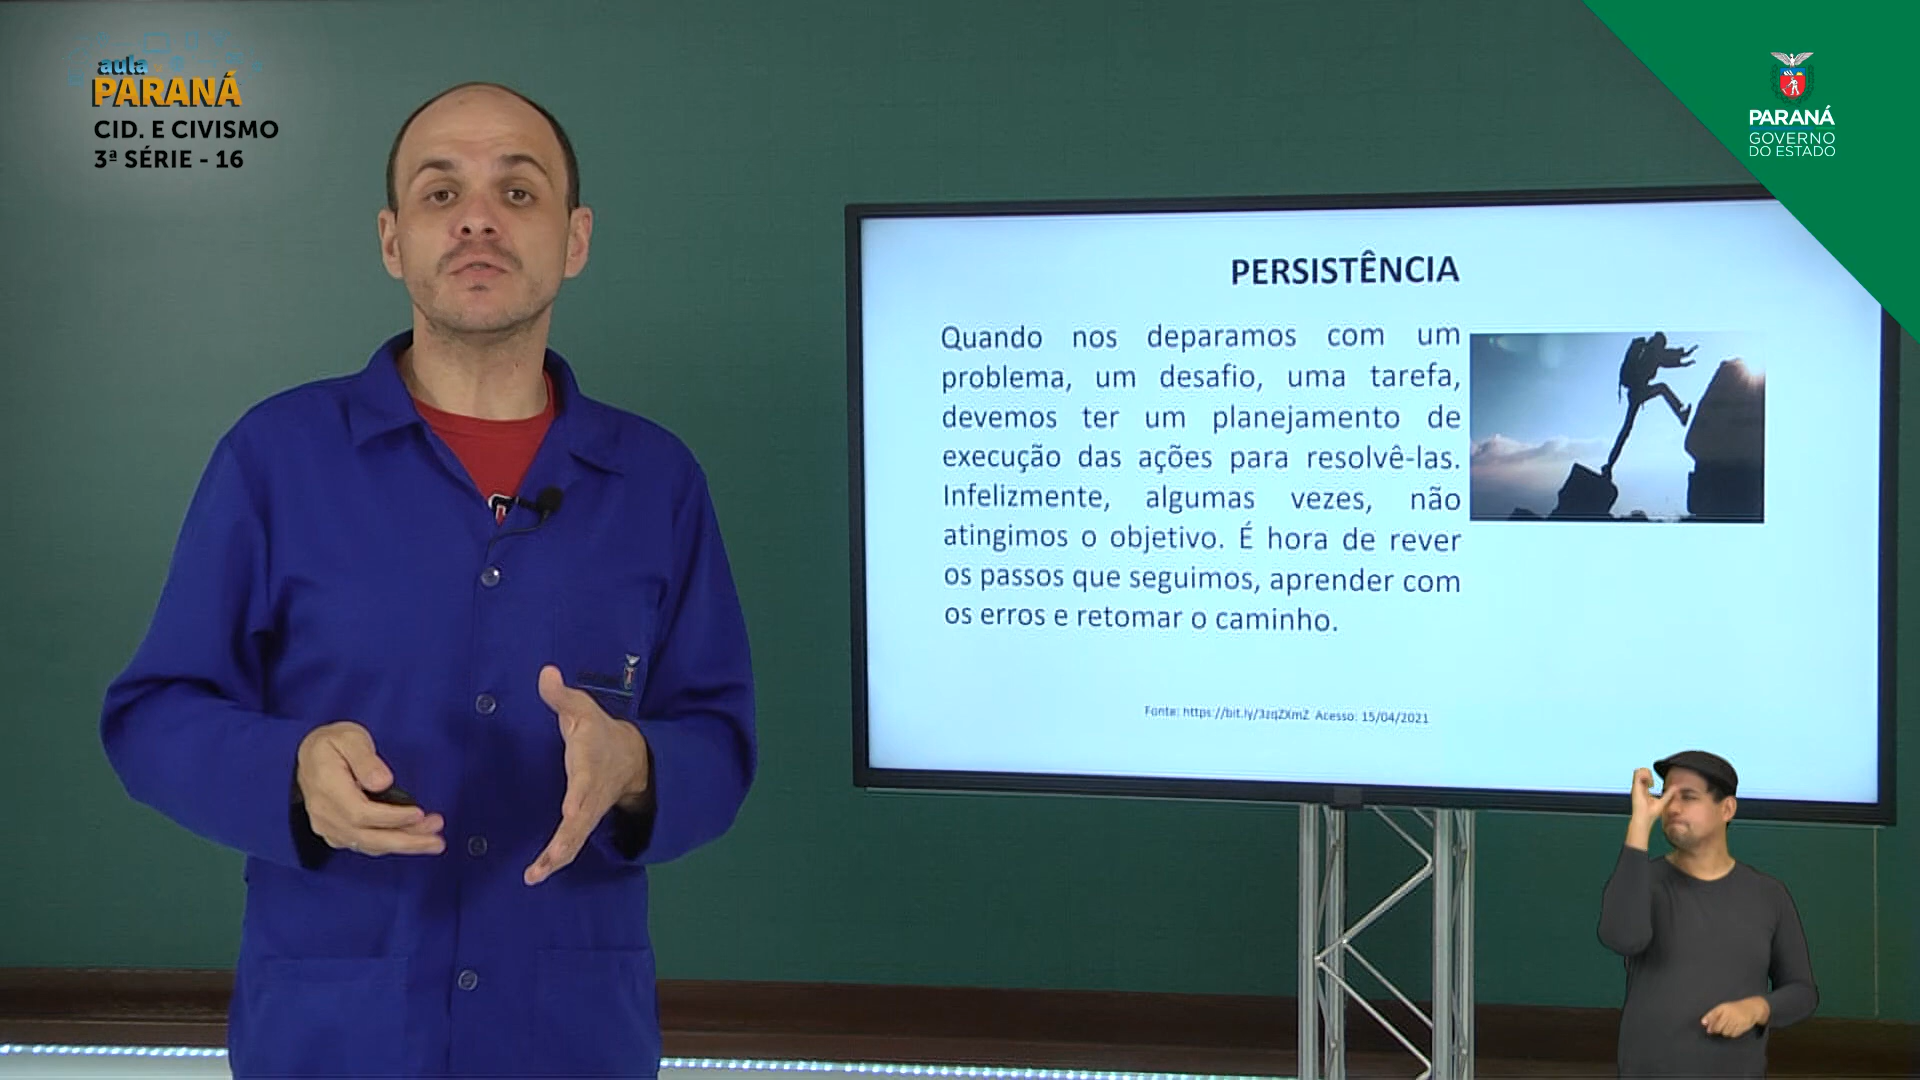 aula
PARANÁ
CID. E CIVISMO
3ª SÉRIE - 16
PARANÁ
GOVERNO
DO ESTADO
PERSISTÊNCIA
Quando nos deparamos com um
problema, um desafio, uma tarefa,
devemos ter um planejamento de
execução das ações para resolvê-las.
Infelizmente, algumas vezes, não
atingimos o objetivo. É hora de rever
os passos que seguimos, aprender com
os erros e retomar o caminho.
Fonte: https://bit.ly/3zqZXmZ Acesso: 15/04/2021